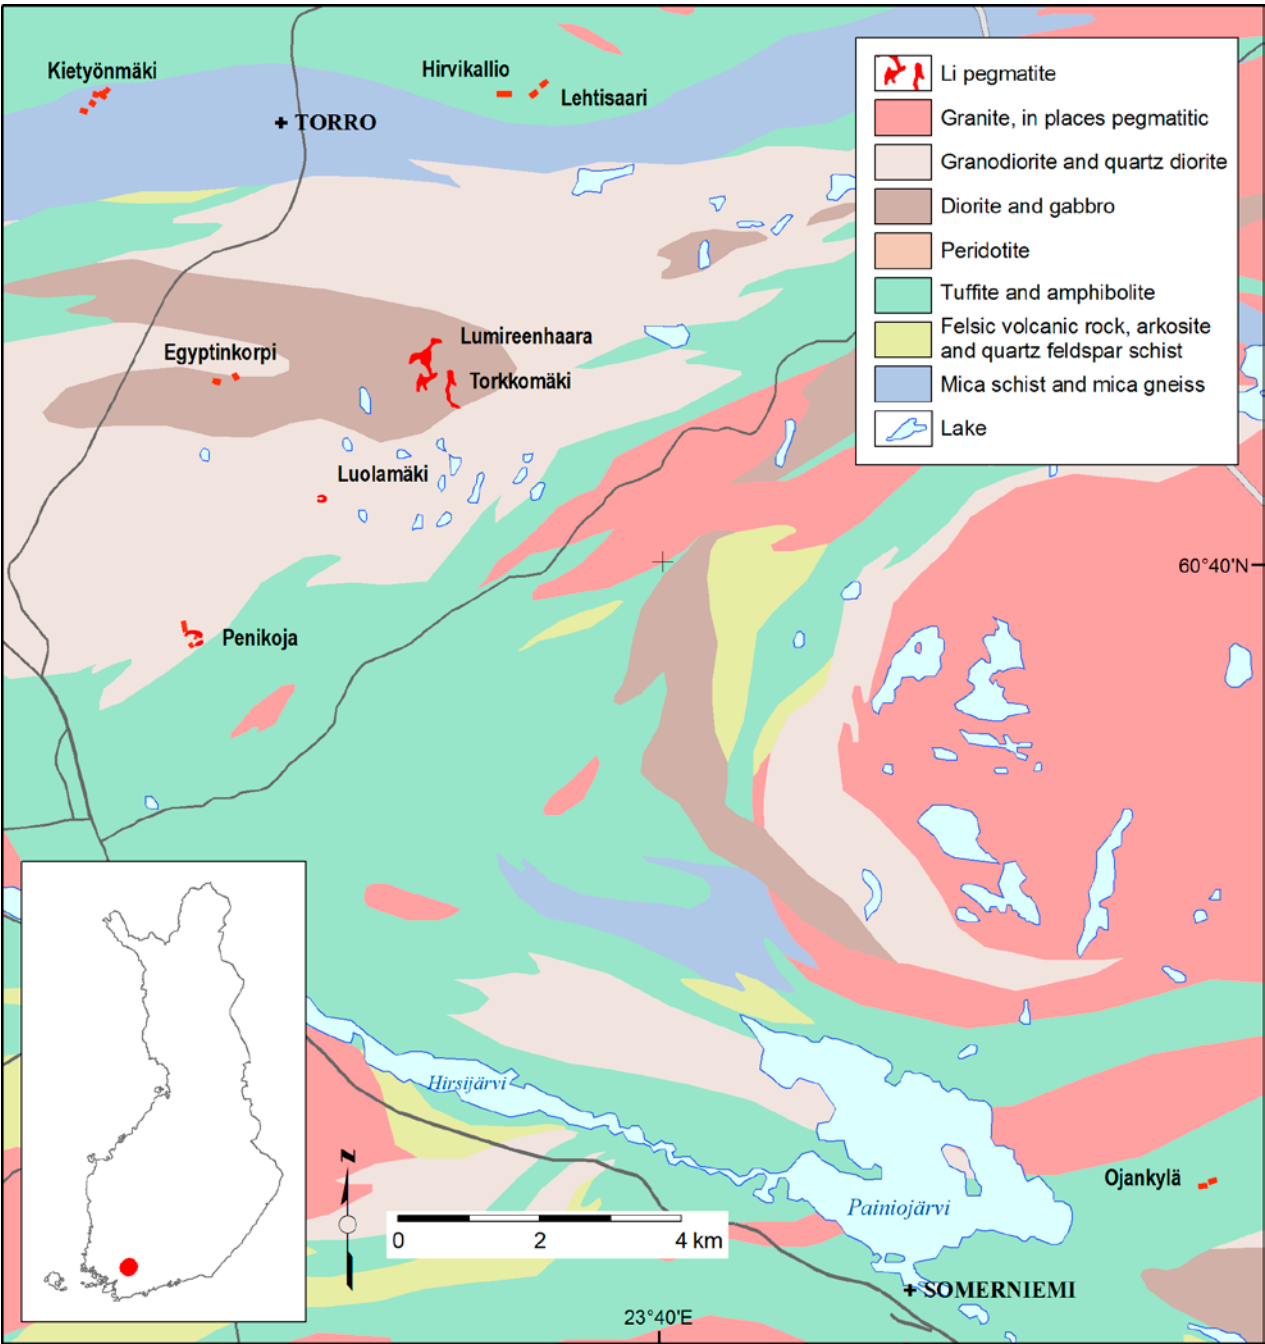 Kietyönmäki
Hirvikallio
Lehtisaari
TORRO
Li pegmatite
Granite, in places pegmatitic
Granodiorite and quartz diorite
Diorite and gabbro
Peridotite
Tuffite and amphibolite
Felsic volcanic rock, arkosite
and quartz feldspar schist
Mica schist and mica gneiss
Lake
Lumireenhaara
Egyptinkorpi
Torkkomäki
Luolamäki
60°40'N
Penikoja
Hirsijärvi
N
Ojankylä
Painiojärvi
0 2 4 km
SOMERNIEMI
23°40'E